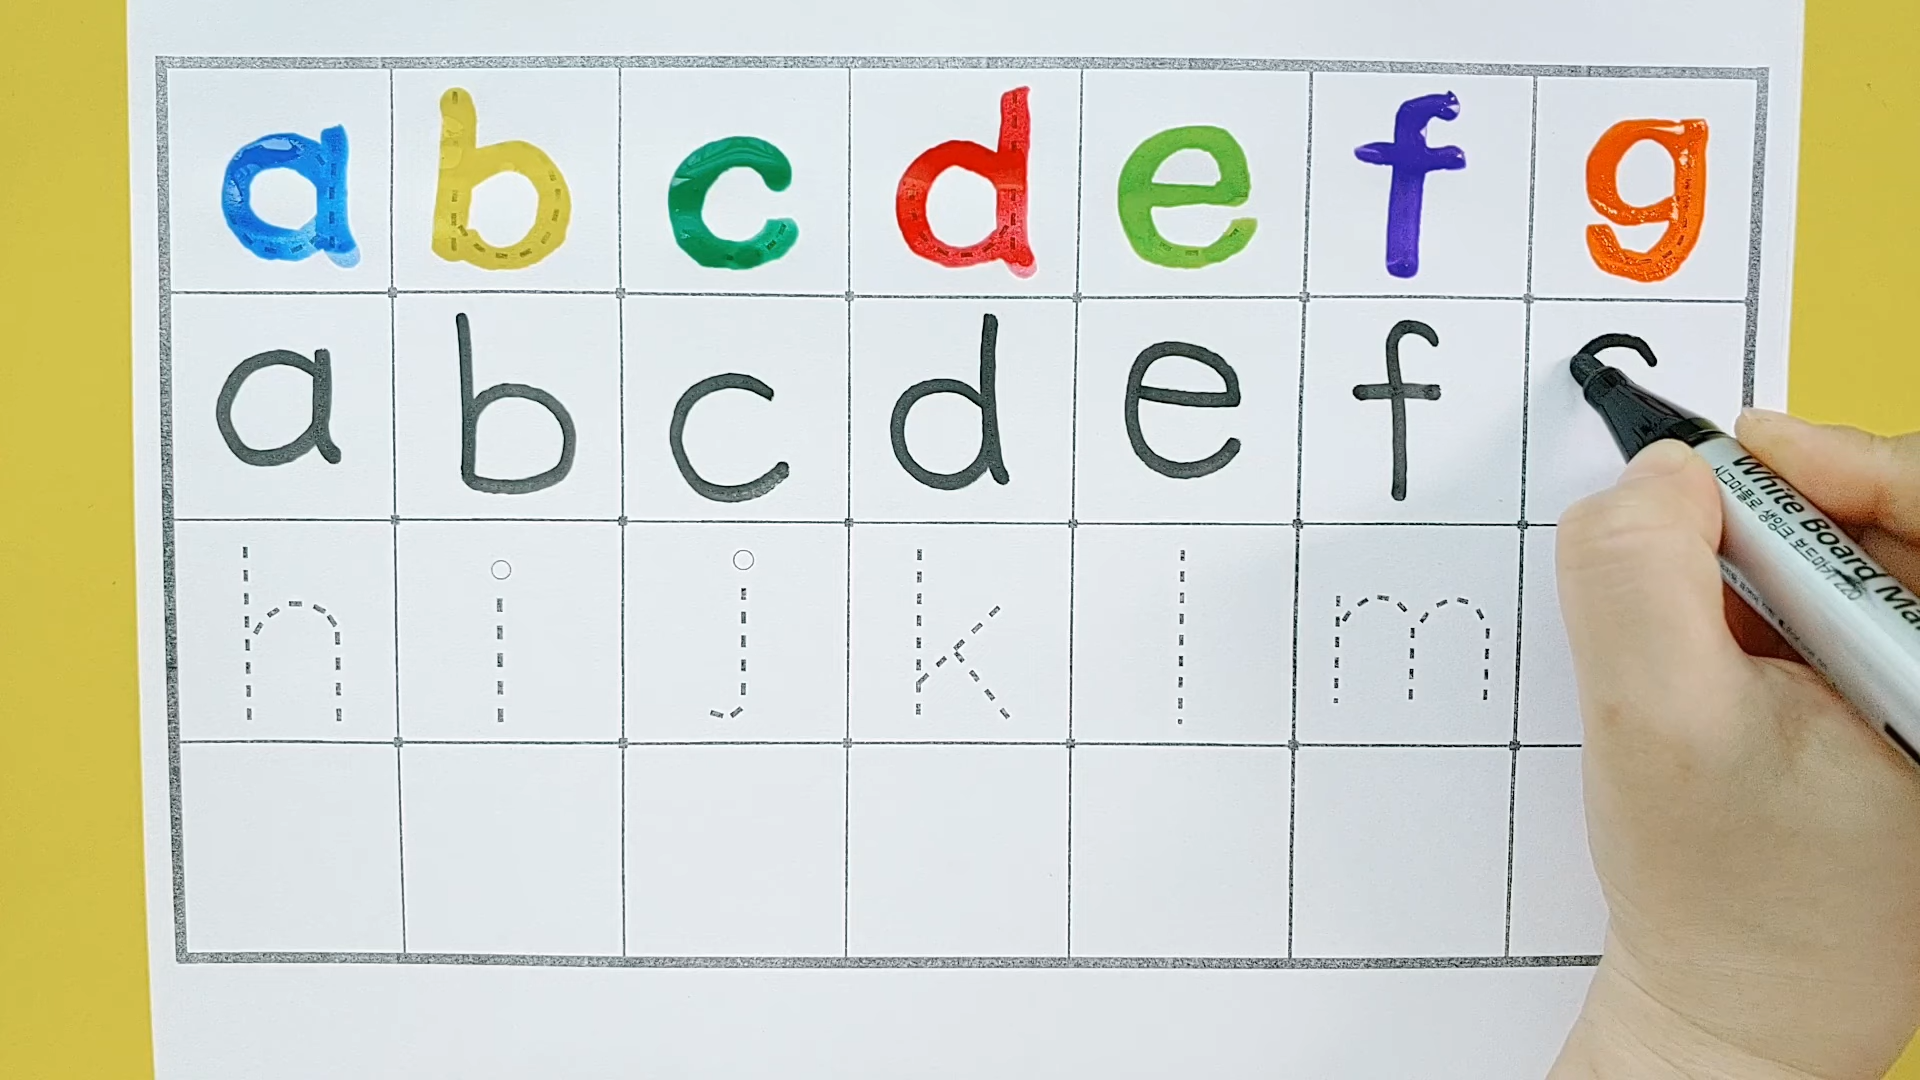 a b c d e f g
a b c d e f
h i j k l m
White Board Ma